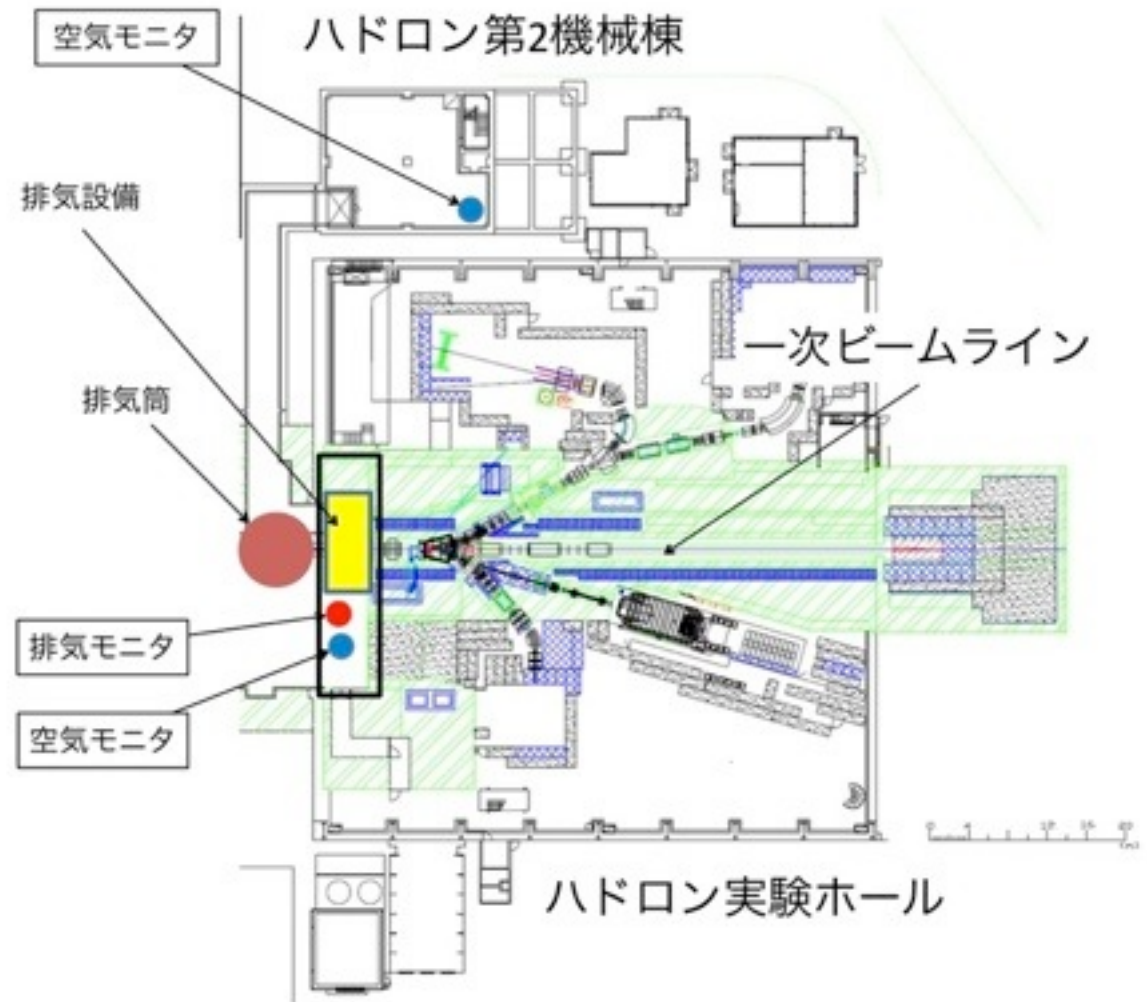 空気モニタ
ハドロン第2機械棟
排気設備
一次ビームライン
排気筒
排気モニタ
空気モニタ
ハドロン実験ホール